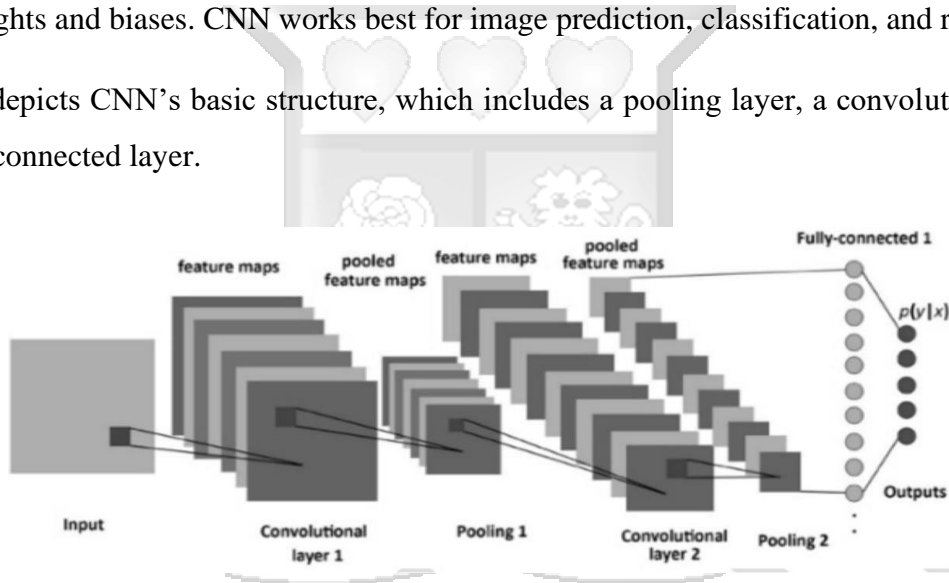 ghts and biases. CNN works best for image prediction, classification, and
depicts CNN’s basic structure, which includes a pooling layer, a convolut
connected layer.
Fully-connected 1
pooled
feature maps
feature maps
pooled
feature maps
feature maps
p(y|x)
Input
Convolutional
layer 1
Pooling 1
Convolutional
layer 2
Pooling 2
Outputs